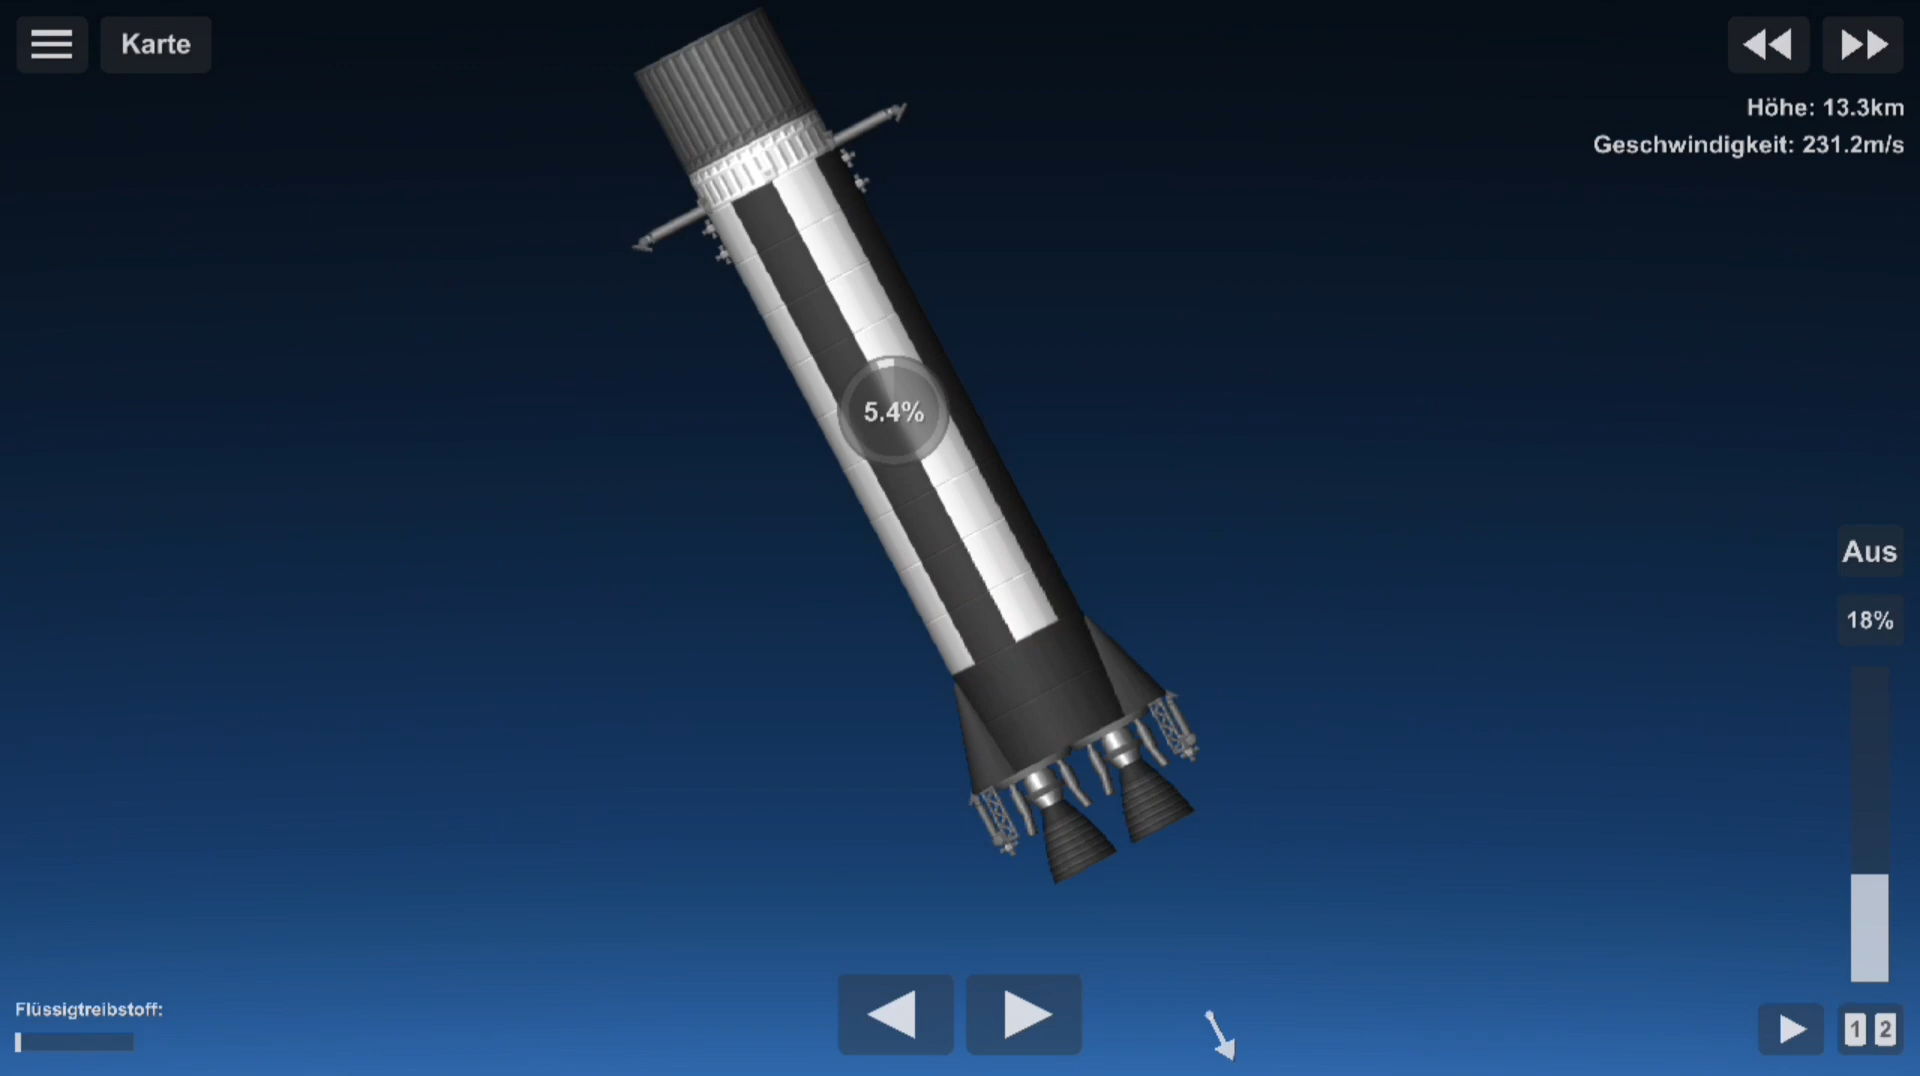 Karte
Höhe: 13.3km
Geschwindigkeit: 231.2m/s
5.4%
Aus
18%
Flüssigtreibstoff:
1 2